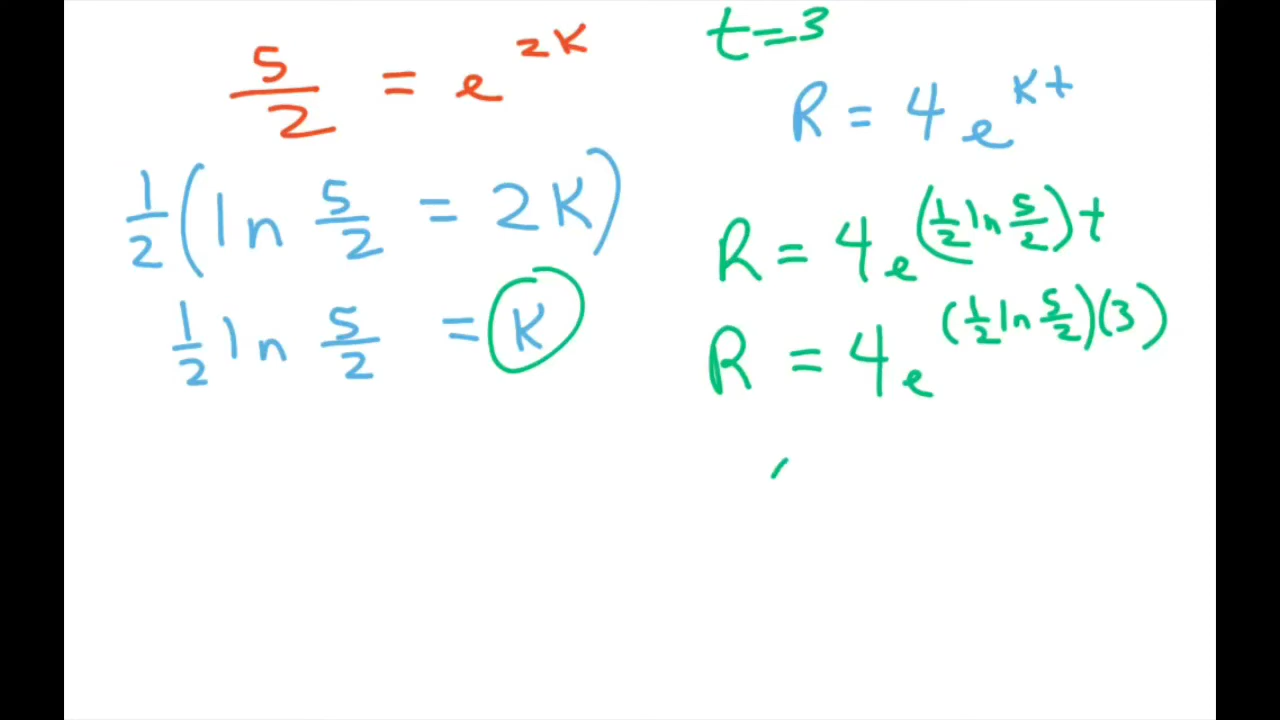 5/2 = e^2K
1/2 (ln 5/2 = 2K)
1/2 ln 5/2 = K
t=3
R = 4e^Kt
R = 4e^(1/2 ln 5/2)t
R = 4e^(1/2 ln 5/2)(3)